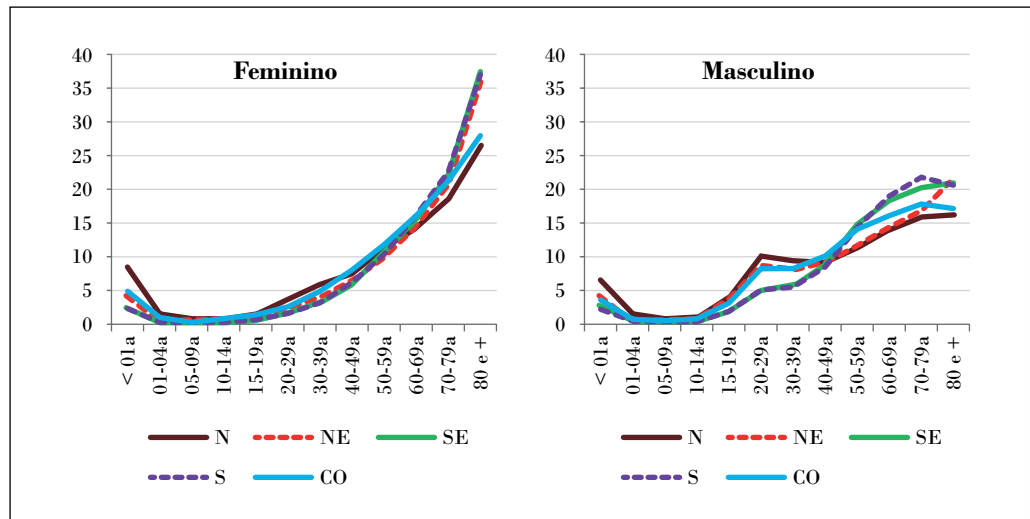 Feminino
40
35
30
25
20
15
10
5
0
< 01a
01-04a
05-09a
10-14a
15-19a
20-29a
30-39a
40-49a
50-59a
60-69a
70-79a
80 e +
N NE SE
S CO
Masculino
40
35
30
25
20
15
10
5
0
< 01a
01-04a
05-09a
10-14a
15-19a
20-29a
30-39a
40-49a
50-59a
60-69a
70-79a
80 e +
N NE SE
S CO